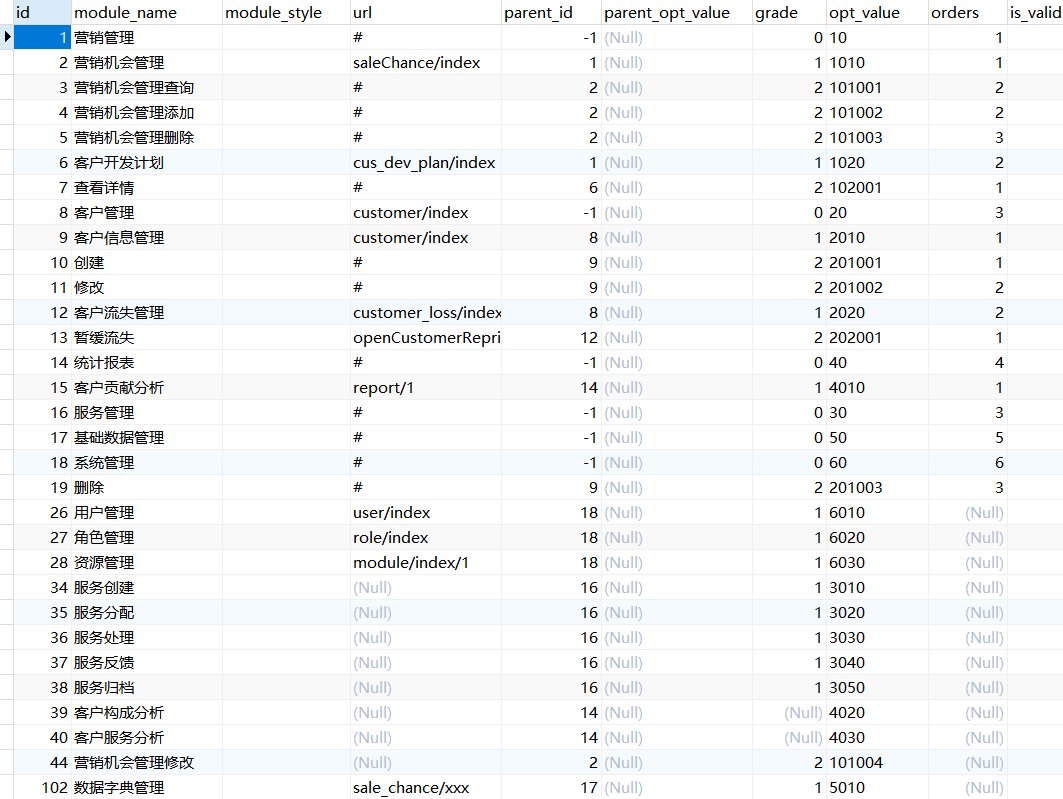 id module_name module_style url parent_id parent_opt_value grade opt_value orders is_valid
1 营销管理 # -1 (Null) 0 10 1
2 营销机会管理 saleChance/index 1 (Null) 1 1010 1
3 营销机会管理查询 # 2 (Null) 2 101001 2
4 营销机会管理添加 # 2 (Null) 2 101002 2
5 营销机会管理删除 # 2 (Null) 2 101003 3
6 客户开发计划 cus_dev_plan/index 1 (Null) 1 1020 2
7 查看详情 # 6 (Null) 2 102001 1
8 客户管理 customer/index -1 (Null) 0 20 3
9 客户信息管理 customer/index 8 (Null) 1 2010 1
10 创建 # 9 (Null) 2 201001 1
11 修改 # 9 (Null) 2 201002 2
12 客户流失管理 customer_loss/index 8 (Null) 1 2020 2
13 暂缓流失 openCustomerRepri 12 (Null) 2 202001 1
14 统计报表 # -1 (Null) 0 40 4
15 客户贡献分析 report/1 14 (Null) 1 4010 1
16 服务管理 # -1 (Null) 0 30 3
17 基础数据管理 # -1 (Null) 0 50 5
18 系统管理 # -1 (Null) 0 60 6
19 删除 # 9 (Null) 2 201003 3
26 用户管理 user/index 18 (Null) 1 6010 (Null)
27 角色管理 role/index 18 (Null) 1 6020 (Null)
28 资源管理 module/index/1 18 (Null) 1 6030 (Null)
34 服务创建 (Null) 16 (Null) 1 3010 (Null)
35 服务分配 (Null) 16 (Null) 1 3020 (Null)
36 服务处理 (Null) 16 (Null) 1 3030 (Null)
37 服务反馈 (Null) 16 (Null) 1 3040 (Null)
38 服务归档 (Null) 16 (Null) 1 3050 (Null)
39 客户构成分析 (Null) 14 (Null) (Null) 4020 (Null)
40 客户服务分析 (Null) 14 (Null) (Null) 4030 (Null)
44 营销机会管理修改 (Null) 2 (Null) 2 101004 (Null)
102 数据字典管理 sale_chance/xxx 17 (Null) 1 5010 (Null)